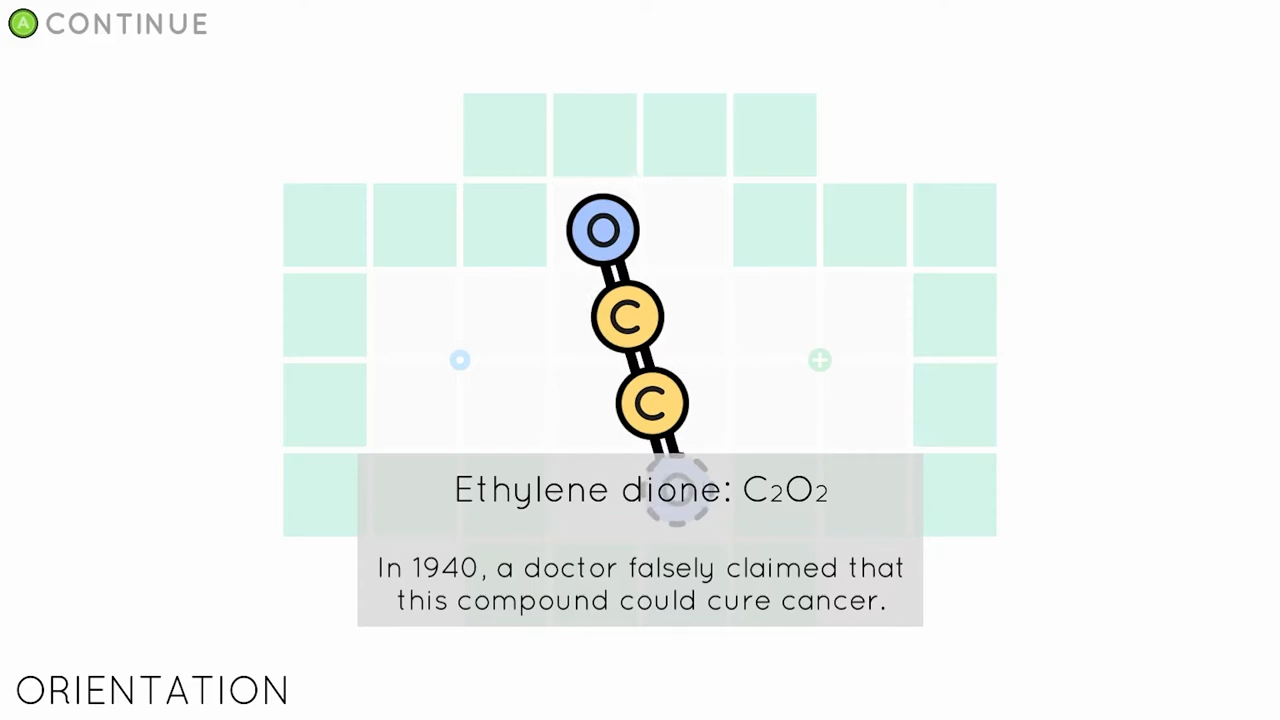 A CONTINUE
O
C
C
O
Ethylene dione: C₂O₂
In 1940, a doctor falsely claimed that
this compound could cure cancer.
ORIENTATION